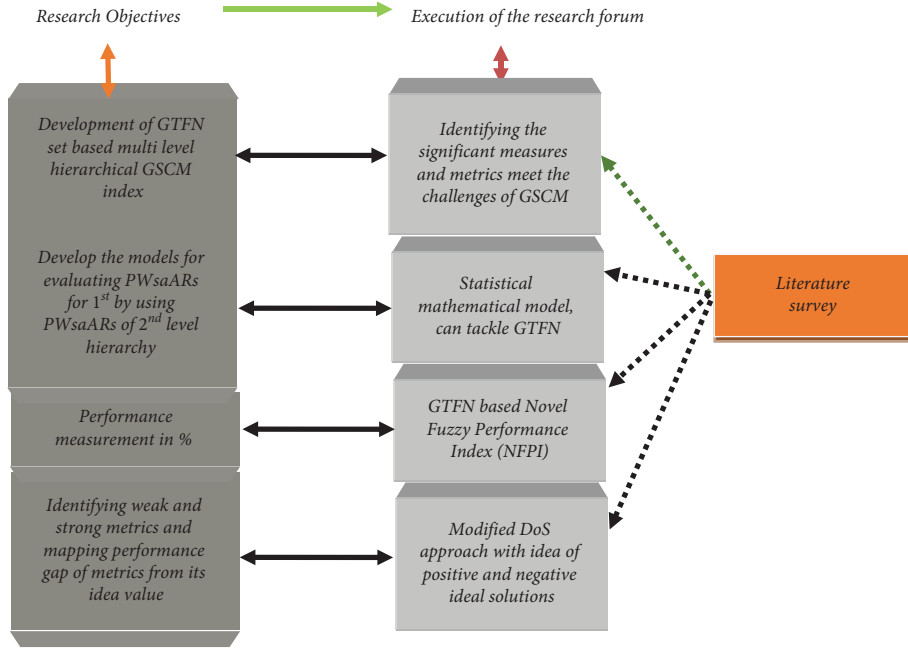 Research Objectives
Execution of the research forum
Development of GTFN
set based multi level
hierarchical GSCM
index
Develop the models for
evaluating PWsaARs
for 1st by using
PWsaARs of 2nd level
hierarchy
Performance
measurement in %
Identifying weak and
strong metrics and
mapping performance
gap of metrics from its
idea value
Identifying the
significant measures
and metrics meet the
challenges of GSCM
Statistical
mathematical model,
can tackle GTFN
GTFN based Novel
Fuzzy Performance
Index (NFPI)
Modified DoS
approach with idea of
positive and negative
ideal solutions
Literature
survey